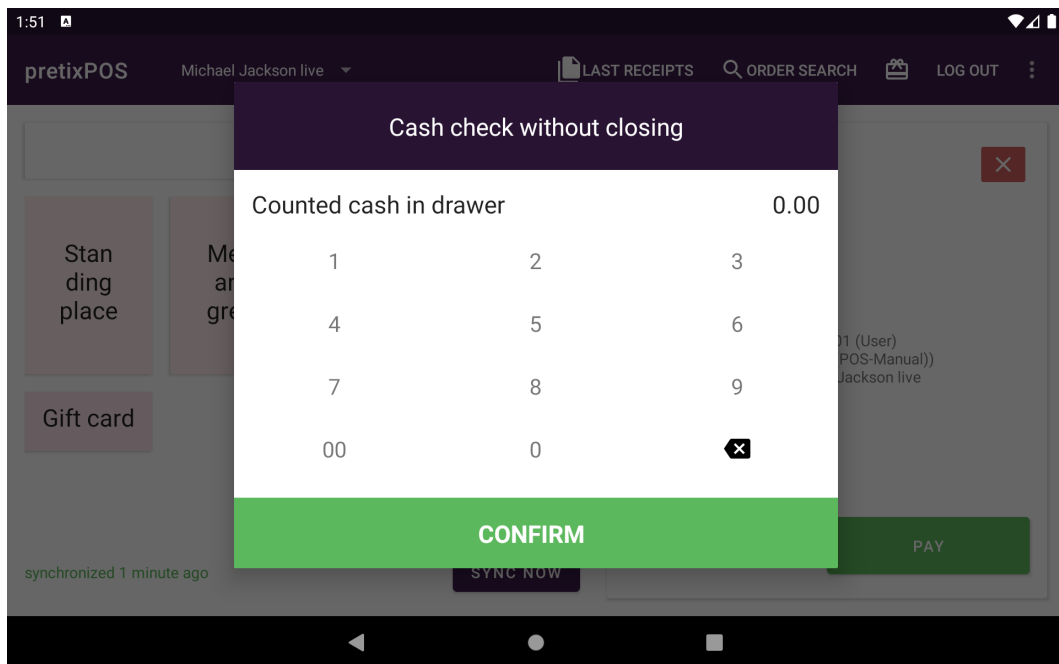 1:51
pretixPOS
Michael Jackson live
LAST RECEIPTS
ORDER SEARCH
LOG OUT
Cash check without closing
Counted cash in drawer 0.00
1 2 3
4 5 6
7 8 9
00 0
CONFIRM
Stan
ding
place
Me
gre
Gift card
01 (User)
POS-Manual))
Jackson live
PAY
synchronized 1 minute ago
SYNC NOW